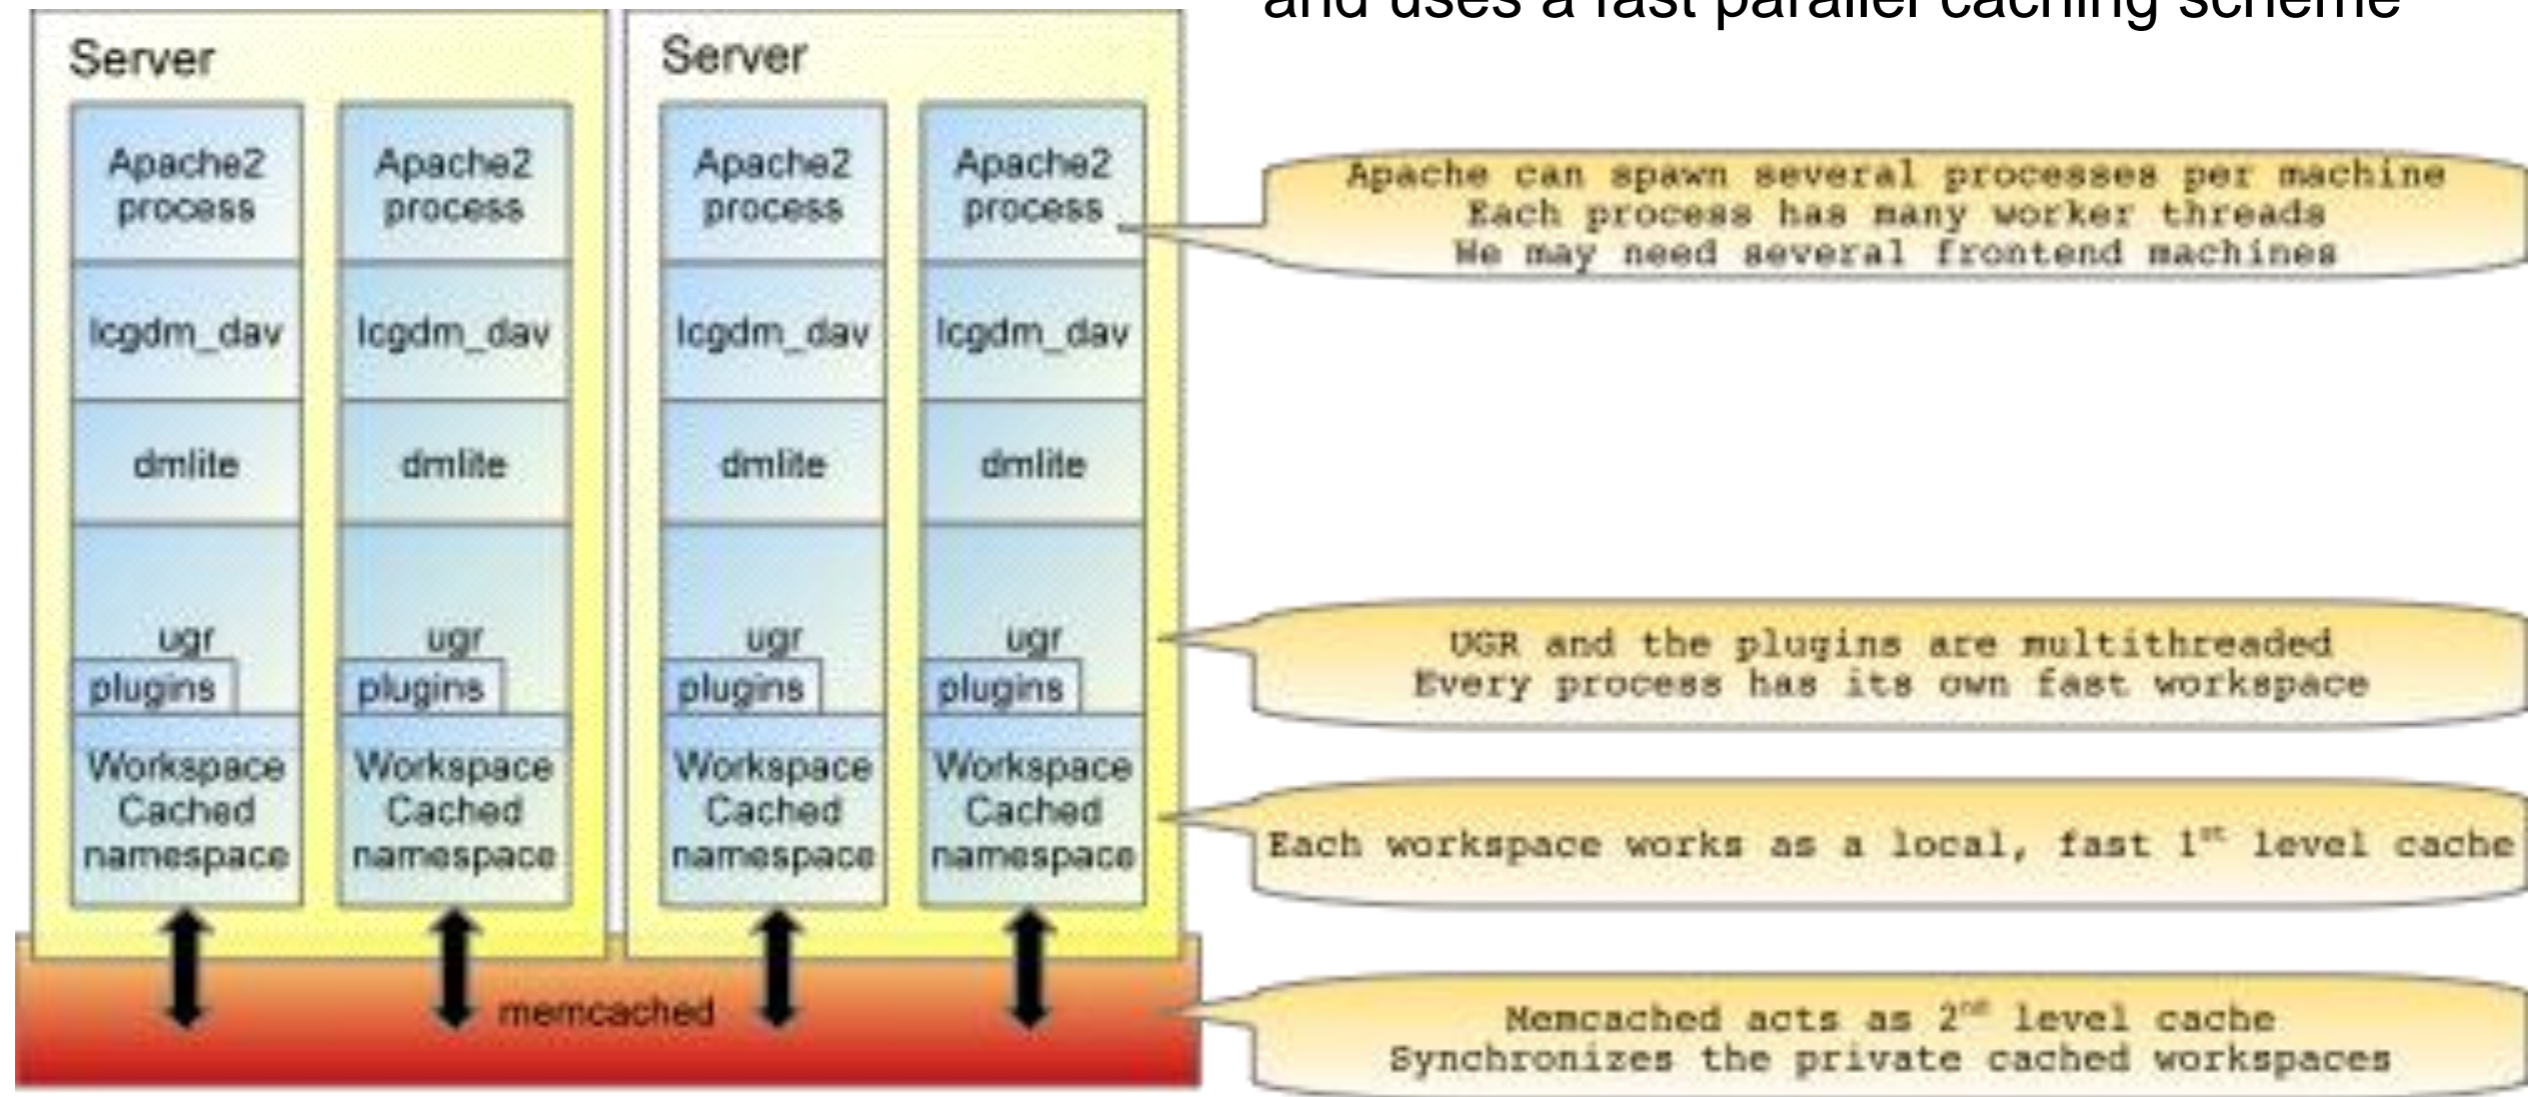 and uses a fast parallel caching scheme
Server
Server
Apache2
process
Apache2
process
Apache2
process
Apache2
process
lcgdm_dav
lcgdm_dav
lcgdm_dav
lcgdm_dav
dmlite
dmlite
dmlite
dmlite
ugr
ugr
ugr
ugr
plugins
plugins
plugins
plugins
Workspace
Cached
namespace
Workspace
Cached
namespace
Workspace
Cached
namespace
Workspace
Cached
namespace
memcached
Apache can spawn several processes per machine
Each process has many worker threads
We may need several frontend machines
UGR and the plugins are multithreaded
Every process has its own fast workspace
Each workspace works as a local, fast 1st level cache
Memcached acts as 2nd level cache
Synchronizes the private cached workspaces